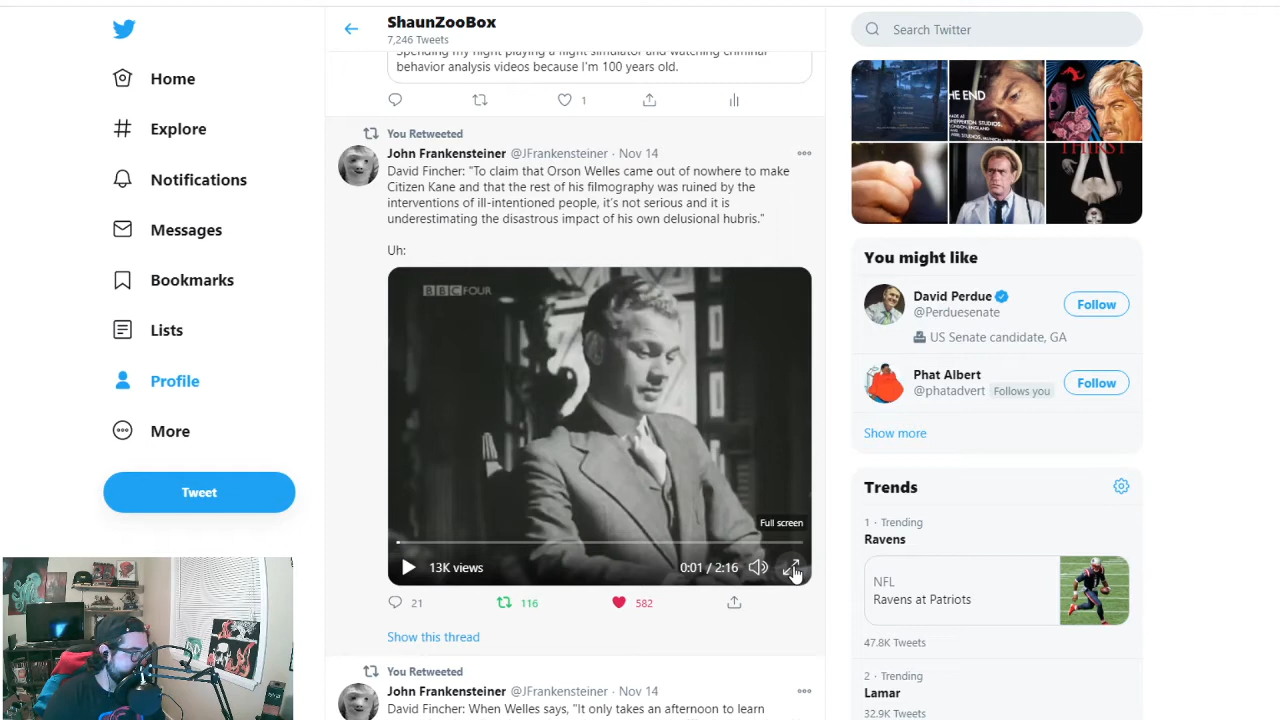 ShaunZooBox
7,246 Tweets
Search Twitter
Home
Explore
Notifications
Messages
Bookmarks
Lists
Profile
More
Tweet
Spending my night playing a flight simulator and watching criminal
behavior analysis videos because I'm 100 years old.
1
You Retweeted
John Frankensteiner @JFrankensteiner · Nov 14
David Fincher: "To claim that Orson Welles came out of nowhere to make
Citizen Kane and that the rest of his filmography was ruined by the
interventions of ill-intentioned people, it's not serious and it is
underestimating the disastrous impact of his own delusional hubris."
Uh:
BBC FOUR
Full screen
13K views
0:01 / 2:16
21
116
582
Show this thread
You Retweeted
John Frankensteiner @JFrankensteiner · Nov 14
David Fincher: When Welles says, "It only takes an afternoon to learn
HE END
MADE AT
SHEPPERTON STUDIOS,
LONDON, ENGLAND
THIRST
You might like
David Perdue
@Perduesenate
Follow
US Senate candidate, GA
Phat Albert
@phatadvert Follows you
Follow
Show more
Trends
1 · Trending
Ravens
NFL
Ravens at Patriots
47.8K Tweets
2 · Trending
Lamar
32.9K Tweets